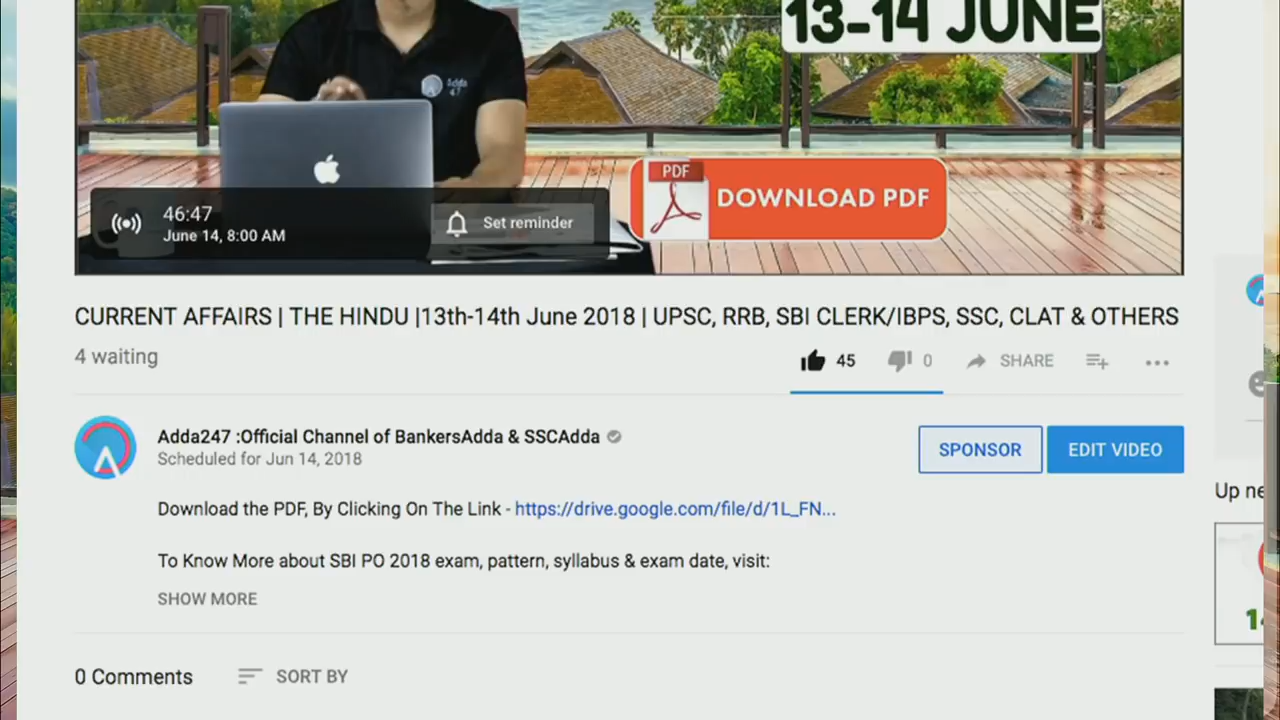 13-14 JUNE
Adda
47
PDF
DOWNLOAD PDF
46:47
June 14, 8:00 AM
Set reminder
CURRENT AFFAIRS | THE HINDU |13th-14th June 2018 | UPSC, RRB, SBI CLERK/IBPS, SSC, CLAT & OTHERS
4 waiting
45
0
SHARE
Adda247 :Official Channel of BankersAdda & SSCAdda
Scheduled for Jun 14, 2018
SPONSOR
EDIT VIDEO
Download the PDF, By Clicking On The Link - https://drive.google.com/file/d/1L_FN...
To Know More about SBI PO 2018 exam, pattern, syllabus & exam date, visit:
SHOW MORE
Up ne
0 Comments
SORT BY